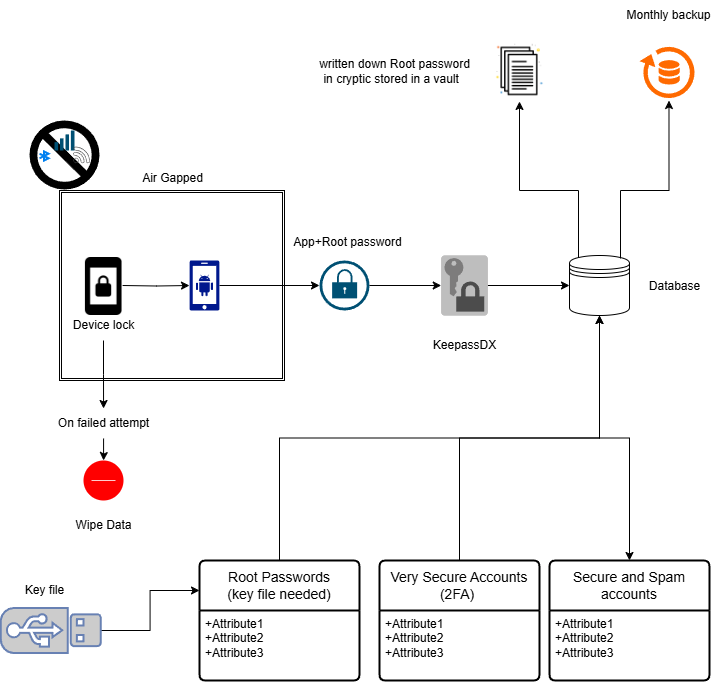 Monthly backup
written down Root password
in cryptic stored in a vault
Air Gapped
App+Root password
Device lock
KeepassDX
Database
On failed attempt
Wipe Data
Key file
Root Passwords
(key file needed)
+Attribute1
+Attribute2
+Attribute3
Very Secure Accounts
(2FA)
+Attribute1
+Attribute2
+Attribute3
Secure and Spam
accounts
+Attribute1
+Attribute2
+Attribute3